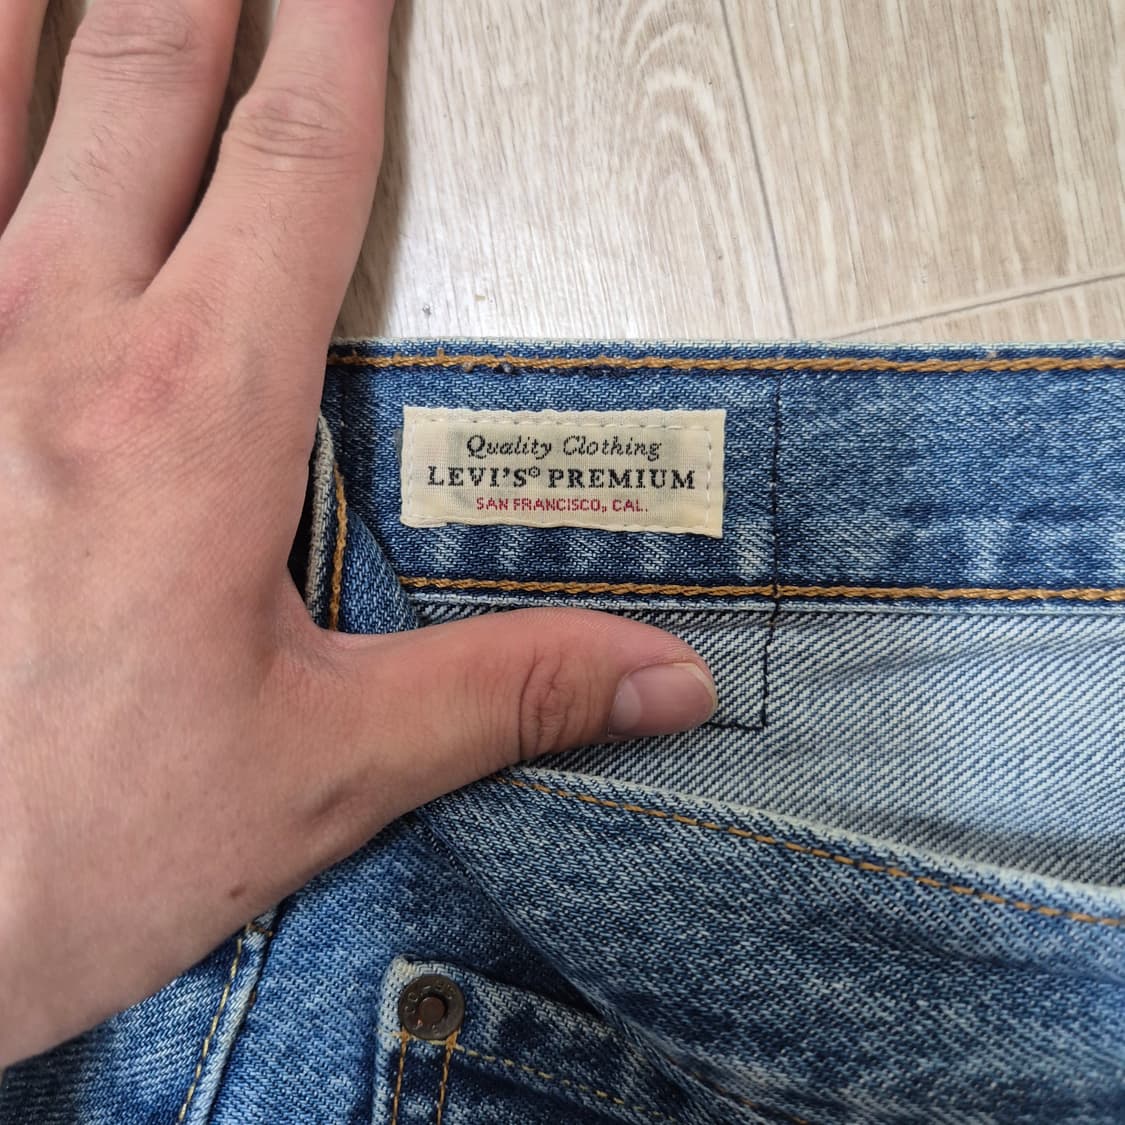 Quality Clothing
LEVI'S® PREMIUM
SAN FRANCISCO, CAL.